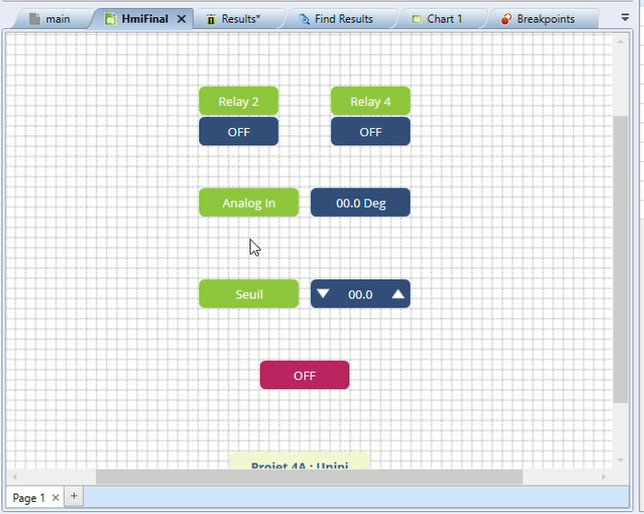 main HmiFinal Results* Find Results Chart 1 Breakpoints
Relay 2 Relay 4
OFF OFF
Analog In 00.0 Deg
Seuil 00.0
OFF
Projet 4A : Unipi
Page 1